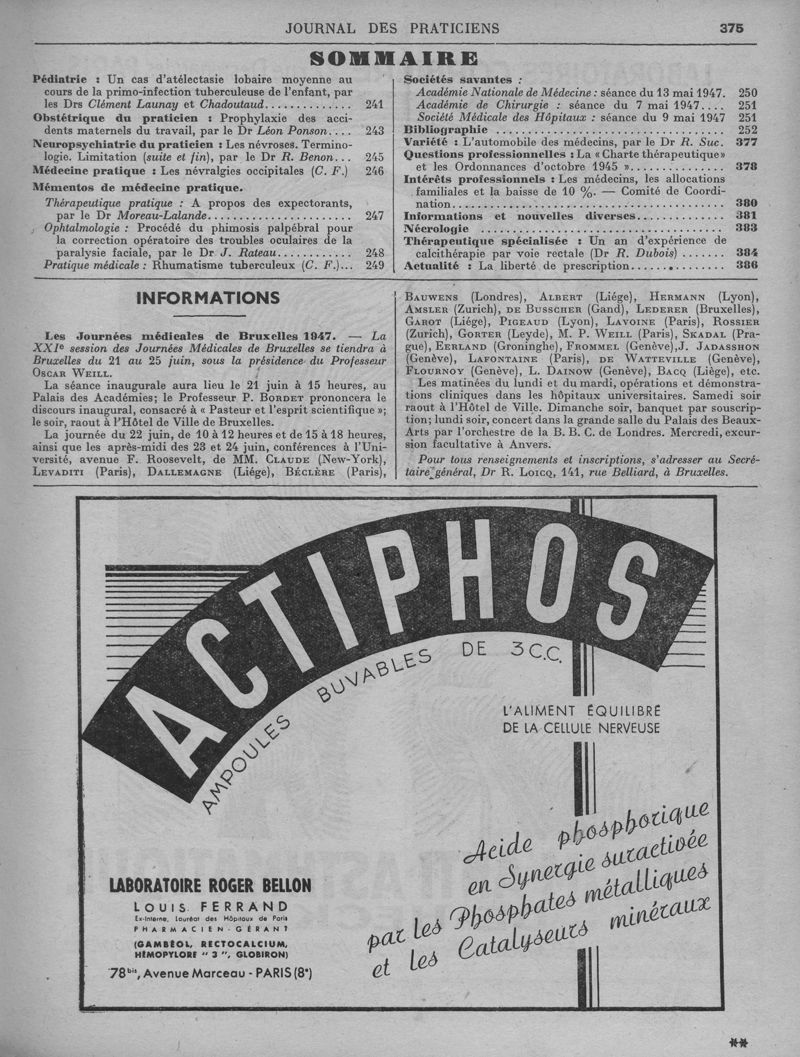 JOURNAL DES PRATICIENS 375
SOMMAIRE
Pédiatrie : Un cas d'atélectasie lobaire moyenne au
cours de la primo-infection tuberculeuse de l'enfant, par
les Drs Clément Launay et Chadoutaud.............. 241
Obstétrique du praticien : Prophylaxie des acci-
dents maternels du travail, par le Dr Léon Ponson.... 243
Neuropsychiatrie du praticien : Les névroses. Termino-
logie. Limitation (suite et fin), par le Dr R. Benon... 245
Médecine pratique : Les névralgies occipitales (C. F.) 246
Mémentos de médecine pratique.
Thérapeutique pratique : A propos des expectorants,
par le Dr Moreau-Lalande...................... 247
Ophtalmologie : Procédé du phimosis palpébral pour
la correction opératoire des troubles oculaires de la
paralysie faciale, par le Dr J. Rateau........... 248
Pratique médicale : Rhumatisme tuberculeux (C. F.)... 249
Sociétés savantes :
Académie Nationale de Médecine : séance du 13 mai 1947. 250
Académie de Chirurgie : séance du 7 mai 1947.... 251
Société Médicale des Hôpitaux : séance du 9 mai 1947 251
Bibliographie ................................... 252
Variété : L'automobile des médecins, par le Dr R. Suc. 377
Questions professionnelles : La « Charte thérapeutique»
et les Ordonnances d'octobre 1945 ».............. 378
Intérêts professionnels : Les médecins, les allocations
familiales et la baisse de 10 %. — Comité de Coordi-
nation.......................................... 380
Informations et nouvelles diverses.............. 381
Nécrologie ..................................... 383
Thérapeutique spécialisée : Un an d'expérience de
calcithérapie par voie rectale (Dr R. Dubois) ....... 384
Actualité : La liberté de prescription.............. 386
INFORMATIONS
Les Journées médicales de Bruxelles 1947. — La
XXIe session des Journées Médicales de Bruxelles se tiendra à
Bruxelles du 21 au 25 juin, sous la présidence du Professeur
OSCAR WEILL.
La séance inaugurale aura lieu le 21 juin à 15 heures, au
Palais des Académies; le Professeur P. BORDET prononcera le
discours inaugural, consacré à « Pasteur et l'esprit scientifique »;
le soir, raout à l'Hôtel de Ville de Bruxelles.
La journée du 22 juin, de 10 à 12 heures et de 15 à 18 heures,
ainsi que les après-midi des 23 et 24 juin, conférences à l'Uni-
versité, avenue F. Roosevelt, de MM. CLAUDE (New-York),
LEVADITI (Paris), DALLEMAGNE (Liége), BÉCLÈRE (Paris),
BAUWENS (Londres), ALBERT (Liége), HERMANN (Lyon),
AMSLER (Zurich), DE BUSSCHER (Gand), LEDERER (Bruxelles),
GAROT (Liége), PIGEAUD (Lyon), LAVOINE (Paris), ROSSIER
(Zurich), GORTER (Leyde), M. P. WEILL (Paris), SKADAL (Pra-
gue), EERLAND (Groninghe), FROMMEL (Genève), J. JADASSHON
(Genève), LAFONTAINE (Paris), DE WATTEVILLE (Genève),
FLOURNOY (Genève), L. DAINOW (Genève), BACQ (Liège), etc.
Les matinées du lundi et du mardi, opérations et démonstra-
tions cliniques dans les hôpitaux universitaires. Samedi soir
raout à l'Hôtel de Ville. Dimanche soir, banquet par souscrip-
tion; lundi soir, concert dans la grande salle du Palais des Beaux-
Arts par l'orchestre de la B. B. C. de Londres. Mercredi, excur-
sion facultative à Anvers.
Pour tous renseignements et inscriptions, s'adresser au Secré-
taire général, Dr R. LOICQ, 141, rue Belliard, à Bruxelles.
ACTIPHOS
AMPOULES BUVABLES DE 3 C.C.
L'ALIMENT ÉQUILIBRÉ
DE LA CELLULE NERVEUSE
Acide phosphorique
en Synergie suractivée
par les Phosphates métalliques
et les Catalyseurs minéraux
LABORATOIRE ROGER BELLON
LOUIS FERRAND
Ex-Interne, Lauréat des Hôpitaux de Paris
PHARMACIEN-GÉRANT
(GAMBÉOL, RECTOCALCIUM,
HÉMOPYLORE " 3 ", GLOBIRON)
78bis, Avenue Marceau - PARIS (8e)
**